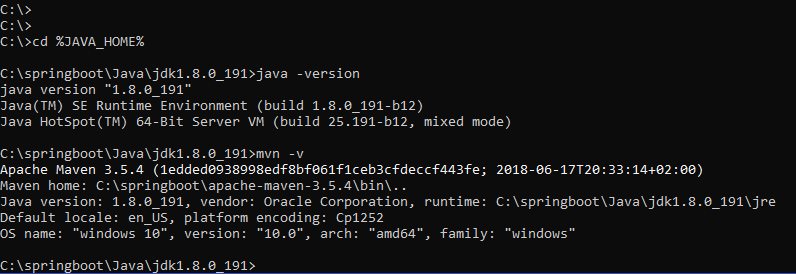 C:\>
C:\>
C:\>cd %JAVA_HOME%
C:\springboot\Java\jdk1.8.0_191>java -version
java version "1.8.0_191"
Java(TM) SE Runtime Environment (build 1.8.0_191-b12)
Java HotSpot(TM) 64-Bit Server VM (build 25.191-b12, mixed mode)
C:\springboot\Java\jdk1.8.0_191>mvn -v
Apache Maven 3.5.4 (1edded0938998edf8bf061f1ceb3cfdeccf443fe; 2018-06-17T20:33:14+02:00)
Maven home: C:\springboot\apache-maven-3.5.4\bin\..
Java version: 1.8.0_191, vendor: Oracle Corporation, runtime: C:\springboot\Java\jdk1.8.0_191\jre
Default locale: en_US, platform encoding: Cp1252
OS name: "windows 10", version: "10.0", arch: "amd64", family: "windows"
C:\springboot\Java\jdk1.8.0_191>